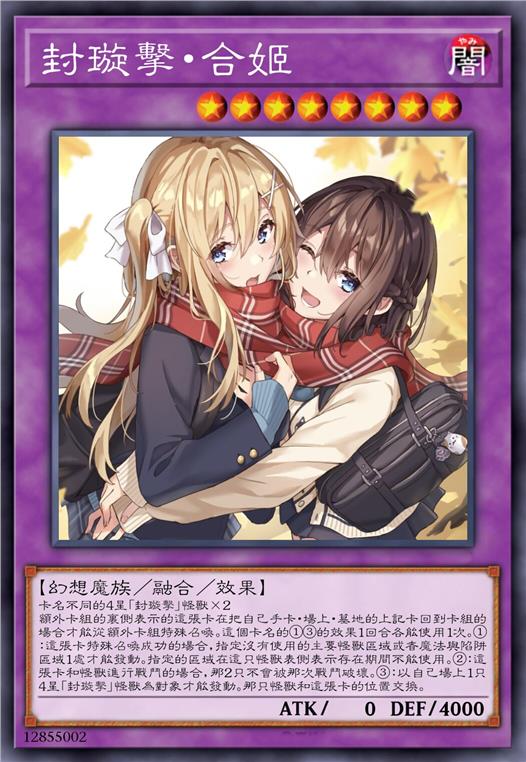 封璇擊・合姬
やみ
闇
【幻想魔族／融合／效果】
卡名不同的4星「封璇擊」怪獸×2
額外卡組的裏側表示的這張卡在把自己手卡・場上・墓地的上記卡回到卡組的
場合才能從額外卡組特殊召喚。這個卡名的①③的效果1回合各能使用1次。①
：這張卡特殊召喚成功的場合，指定沒有使用的主要怪獸區域或者魔法與陷阱
區域1處才能發動。指定的區域在這只怪獸表側表示存在期間不能使用。②：這
張卡和怪獸進行戰鬥的場合，那2只不會被那次戰鬥破壞。③：以自己場上1只
4星「封璇擊」怪獸為對象才能發動。那只怪獸和這張卡的位置交換。
ATK/ 0 DEF/4000
12855002